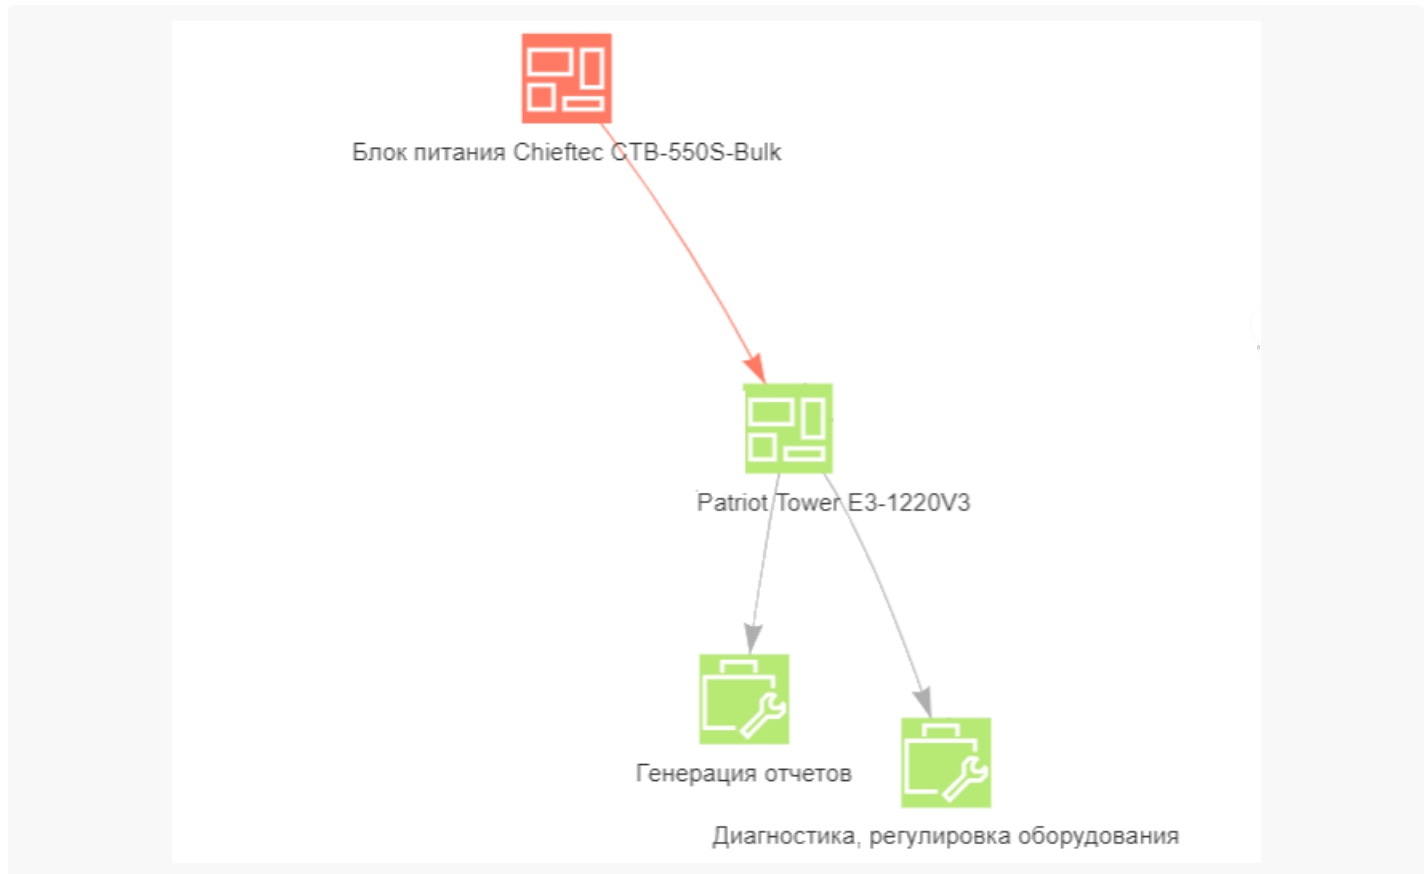 Блок питания Chieftec CTB-550S-Bulk
Patriot Tower E3-1220V3
Генерация отчетов
Диагностика, регулировка оборудования